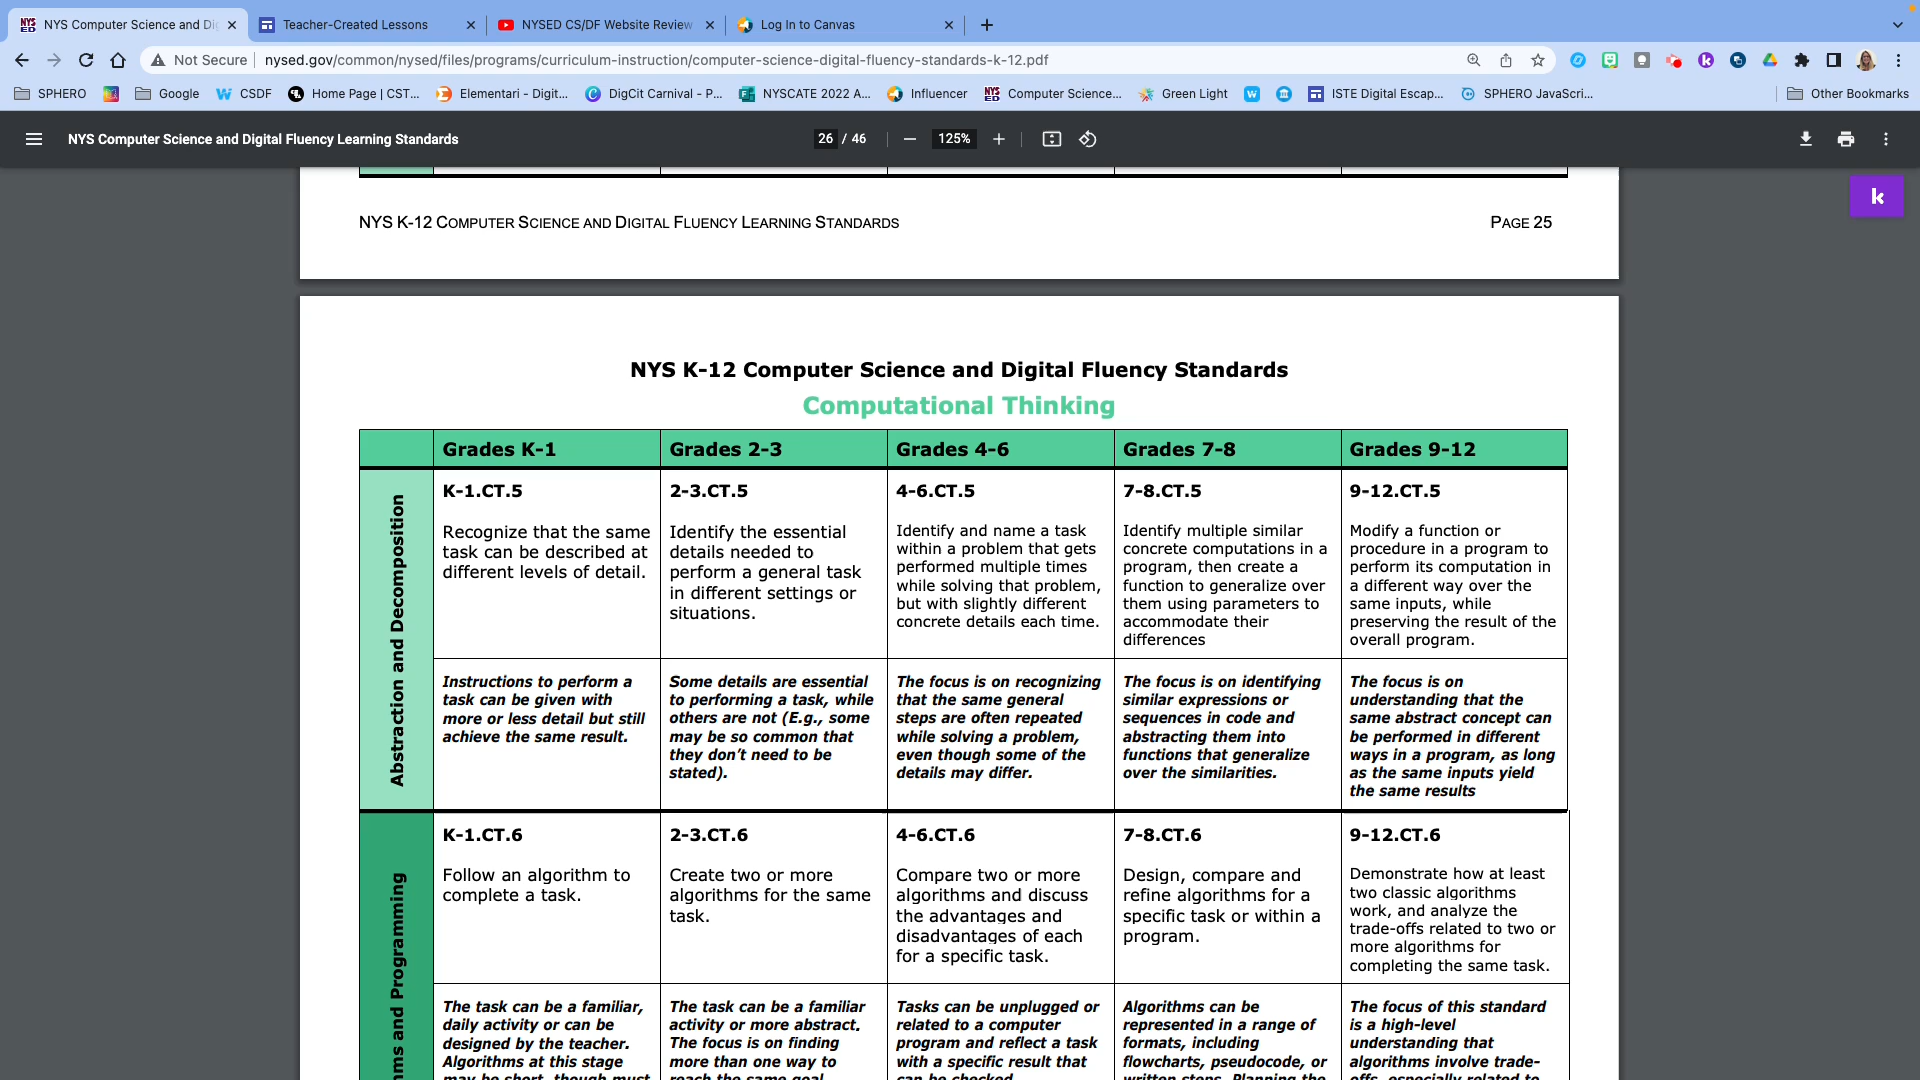 NYS Computer Science and Di
Teacher-Created Lessons
NYSED CS/DF Website Review
Log In to Canvas
Not Secure
nysed.gov/common/nysed/files/programs/curriculum-instruction/computer-science-digital-fluency-standards-k-12.pdf
SPHERO
Google
CSDF
Home Page | CST...
Elementari - Digit...
DigCit Carnival - P...
NYSCATE 2022 A...
Influencer
Computer Science...
Green Light
ISTE Digital Escap...
SPHERO JavaScri...
Other Bookmarks
NYS Computer Science and Digital Fluency Learning Standards
26 / 46
125%
k
NYS K-12 COMPUTER SCIENCE AND DIGITAL FLUENCY LEARNING STANDARDS
PAGE 25
NYS K-12 Computer Science and Digital Fluency Standards
Computational Thinking
Grades K-1
Grades 2-3
Grades 4-6
Grades 7-8
Grades 9-12
Abstraction and Decomposition
K-1.CT.5
Recognize that the same
task can be described at
different levels of detail.
2-3.CT.5
Identify the essential
details needed to
perform a general task
in different settings or
situations.
4-6.CT.5
Identify and name a task
within a problem that gets
performed multiple times
while solving that problem,
but with slightly different
concrete details each time.
7-8.CT.5
Identify multiple similar
concrete computations in a
program, then create a
function to generalize over
them using parameters to
accommodate their
differences
9-12.CT.5
Modify a function or
procedure in a program to
perform its computation in
a different way over the
same inputs, while
preserving the result of the
overall program.
Instructions to perform a
task can be given with
more or less detail but still
achieve the same result.
Some details are essential
to performing a task, while
others are not (E.g., some
may be so common that
they don't need to be
stated).
The focus is on recognizing
that the same general
steps are often repeated
while solving a problem,
even though some of the
details may differ.
The focus is on identifying
similar expressions or
sequences in code and
abstracting them into
functions that generalize
over the similarities.
The focus is on
understanding that the
same abstract concept can
be performed in different
ways in a program, as long
as the same inputs yield
the same results
ms and Programming
K-1.CT.6
Follow an algorithm to
complete a task.
2-3.CT.6
Create two or more
algorithms for the same
task.
4-6.CT.6
Compare two or more
algorithms and discuss
the advantages and
disadvantages of each
for a specific task.
7-8.CT.6
Design, compare and
refine algorithms for a
specific task or within a
program.
9-12.CT.6
Demonstrate how at least
two classic algorithms
work, and analyze the
trade-offs related to two or
more algorithms for
completing the same task.
The task can be a familiar,
daily activity or can be
designed by the teacher.
Algorithms at this stage
may be short, though must
The task can be a familiar
activity or more abstract.
The focus is on finding
more than one way to
reach the same goal.
Tasks can be unplugged or
related to a computer
program and reflect a task
with a specific result that
can be checked.
Algorithms can be
represented in a range of
formats, including
flowcharts, pseudocode, or
written steps. Planning the
The focus of this standard
is a high-level
understanding that
algorithms involve trade-
offs, especially related to